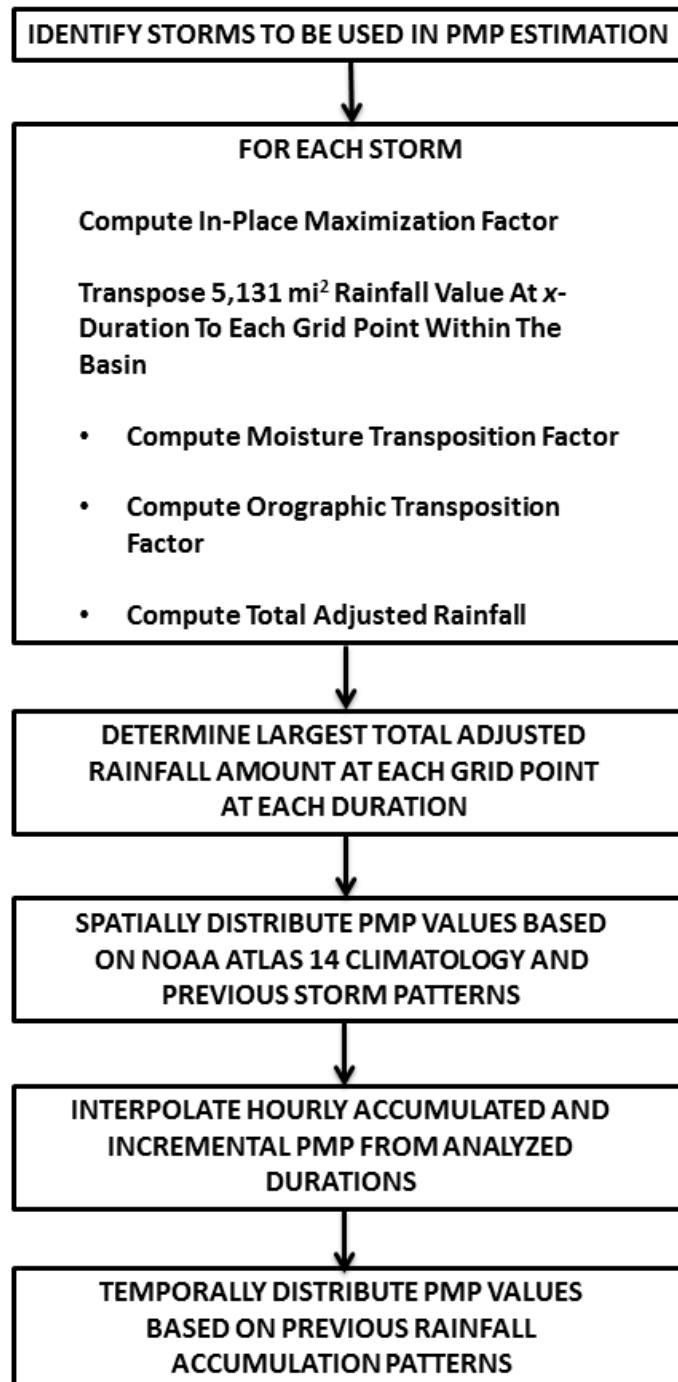 IDENTIFY STORMS TO BE USED IN PMP ESTIMATION
FOR EACH STORM
Compute In-Place Maximization Factor
Transpose 5,131 mi² Rainfall Value At x-
Duration To Each Grid Point Within The
Basin
• Compute Moisture Transposition Factor
• Compute Orographic Transposition
Factor
• Compute Total Adjusted Rainfall
DETERMINE LARGEST TOTAL ADJUSTED
RAINFALL AMOUNT AT EACH GRID POINT
AT EACH DURATION
SPATIALLY DISTRIBUTE PMP VALUES BASED
ON NOAA ATLAS 14 CLIMATOLOGY AND
PREVIOUS STORM PATTERNS
INTERPOLATE HOURLY ACCUMULATED AND
INCREMENTAL PMP FROM ANALYZED
DURATIONS
TEMPORALLY DISTRIBUTE PMP VALUES
BASED ON PREVIOUS RAINFALL
ACCUMULATION PATTERNS